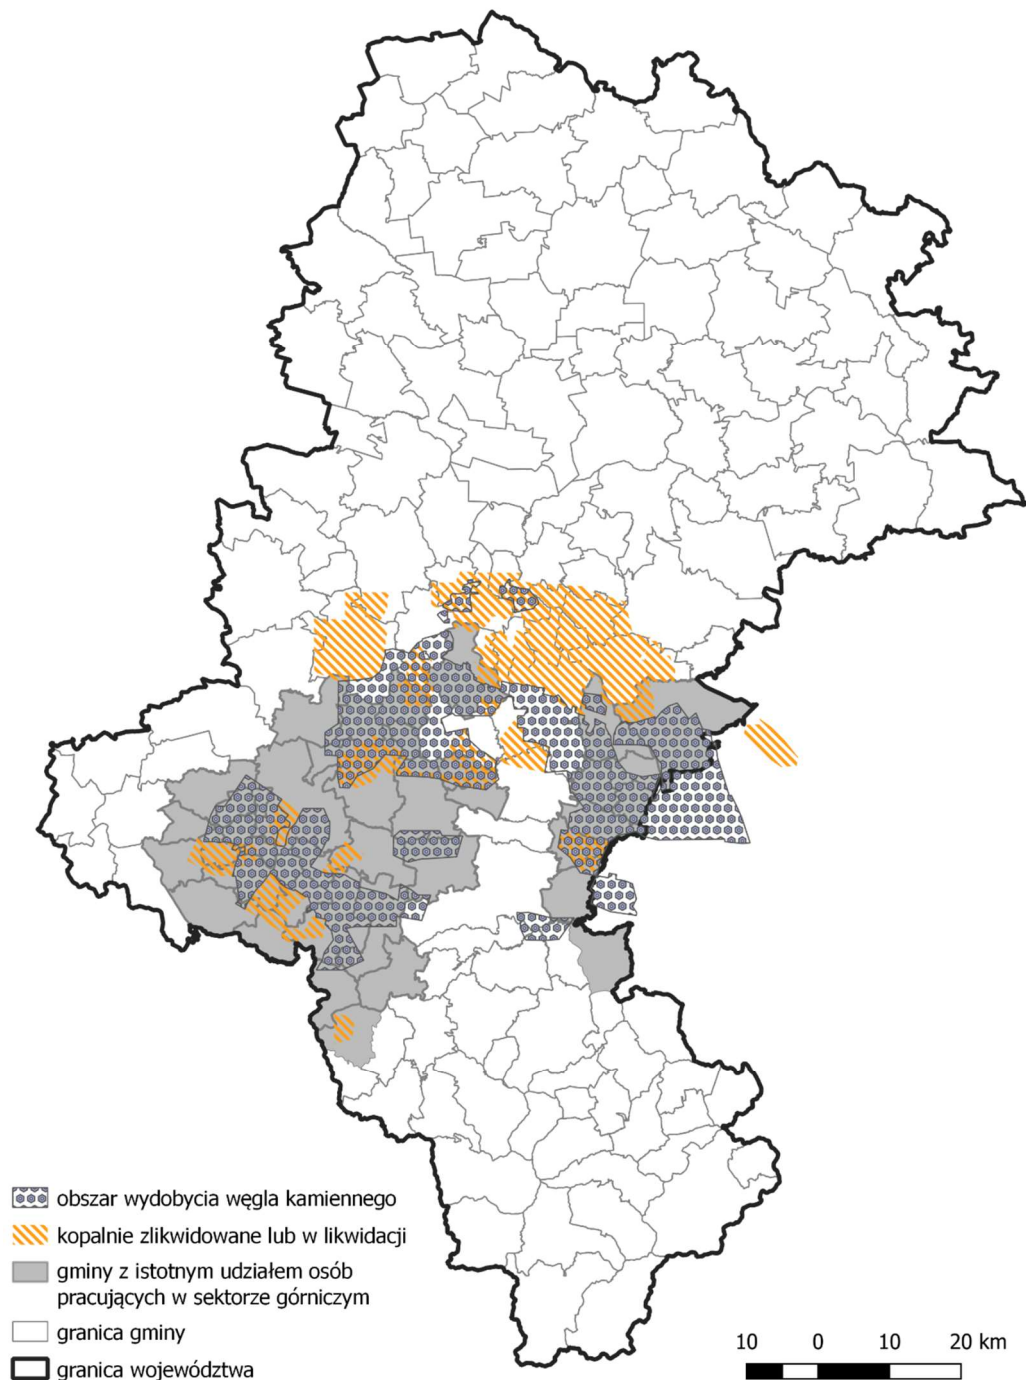 obszar wydobycia węgla kamiennego
kopalnie zlikwidowane lub w likwidacji
gminy z istotnym udziałem osób
pracujących w sektorze górniczym
granica gminy
granica województwa
10 0 10 20 km